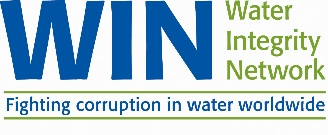 WIN Water
Integrity
Network
Fighting corruption in water worldwide